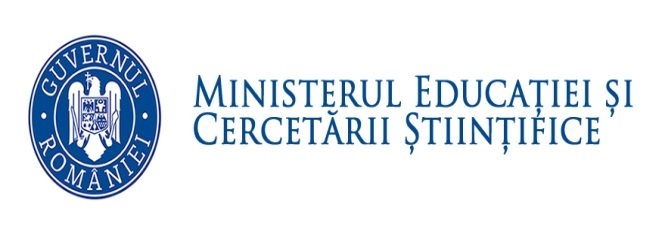 GUVERNUL
ROMÂNIEI
MINISTERUL EDUCAȚIEI ȘI
CERCETĂRII ȘTIINȚIFICE